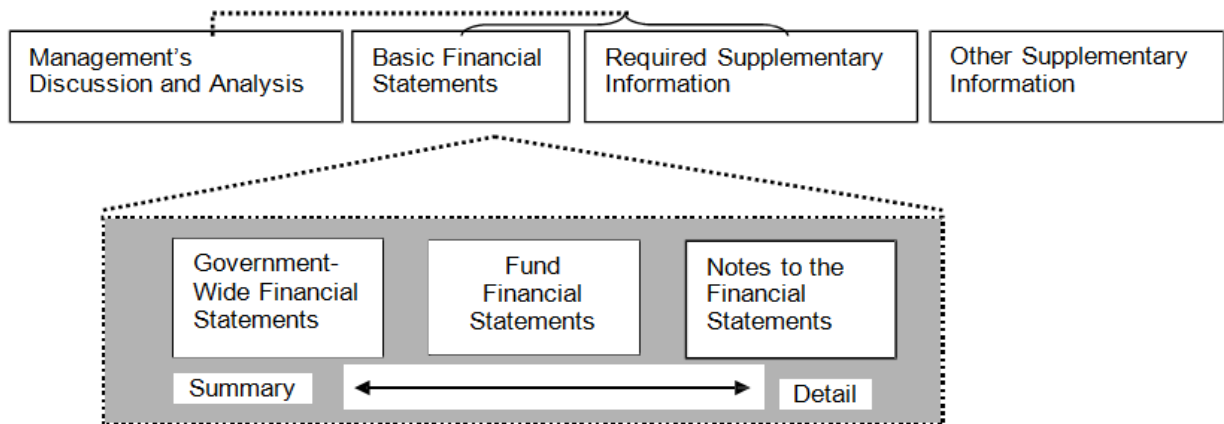 Management's
Discussion and Analysis
Basic Financial
Statements
Required Supplementary
Information
Other Supplementary
Information
Government-
Wide Financial
Statements
Fund
Financial
Statements
Notes to the
Financial
Statements
Summary
Detail